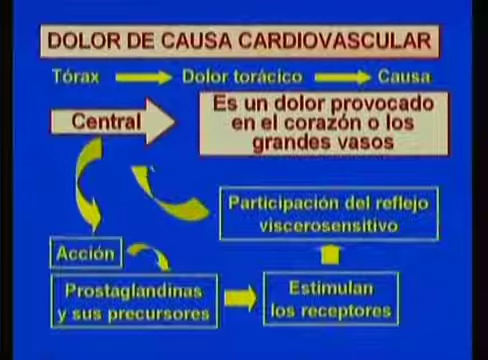 DOLOR DE CAUSA CARDIOVASCULAR
Tórax Dolor torácico Causa
Central
Es un dolor provocado
en el corazón o los
grandes vasos
Participación del reflejo
viscerosensitivo
Acción
Prostaglandinas
y sus precursores
Estimulan
los receptores